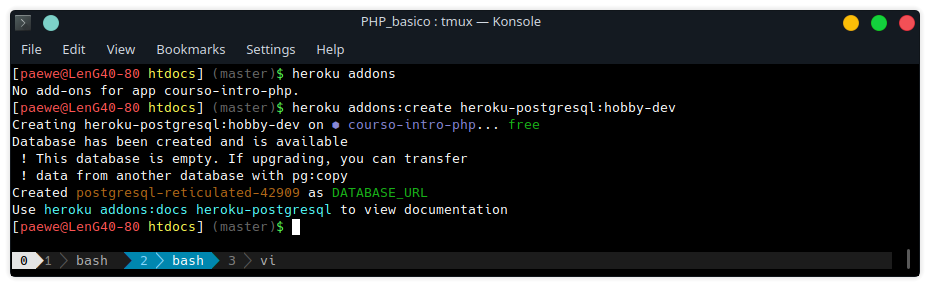 PHP_basico : tmux — Konsole
File Edit View Bookmarks Settings Help
[paewe@LenG40-80 htdocs] (master)$ heroku addons
No add-ons for app courso-intro-php.
[paewe@LenG40-80 htdocs] (master)$ heroku addons:create heroku-postgresql:hobby-dev
Creating heroku-postgresql:hobby-dev on ⬢ courso-intro-php... free
Database has been created and is available
 ! This database is empty. If upgrading, you can transfer
 ! data from another database with pg:copy
Created postgresql-reticulated-42909 as DATABASE_URL
Use heroku addons:docs heroku-postgresql to view documentation
[paewe@LenG40-80 htdocs] (master)$
0 1 bash 2 bash 3 vi